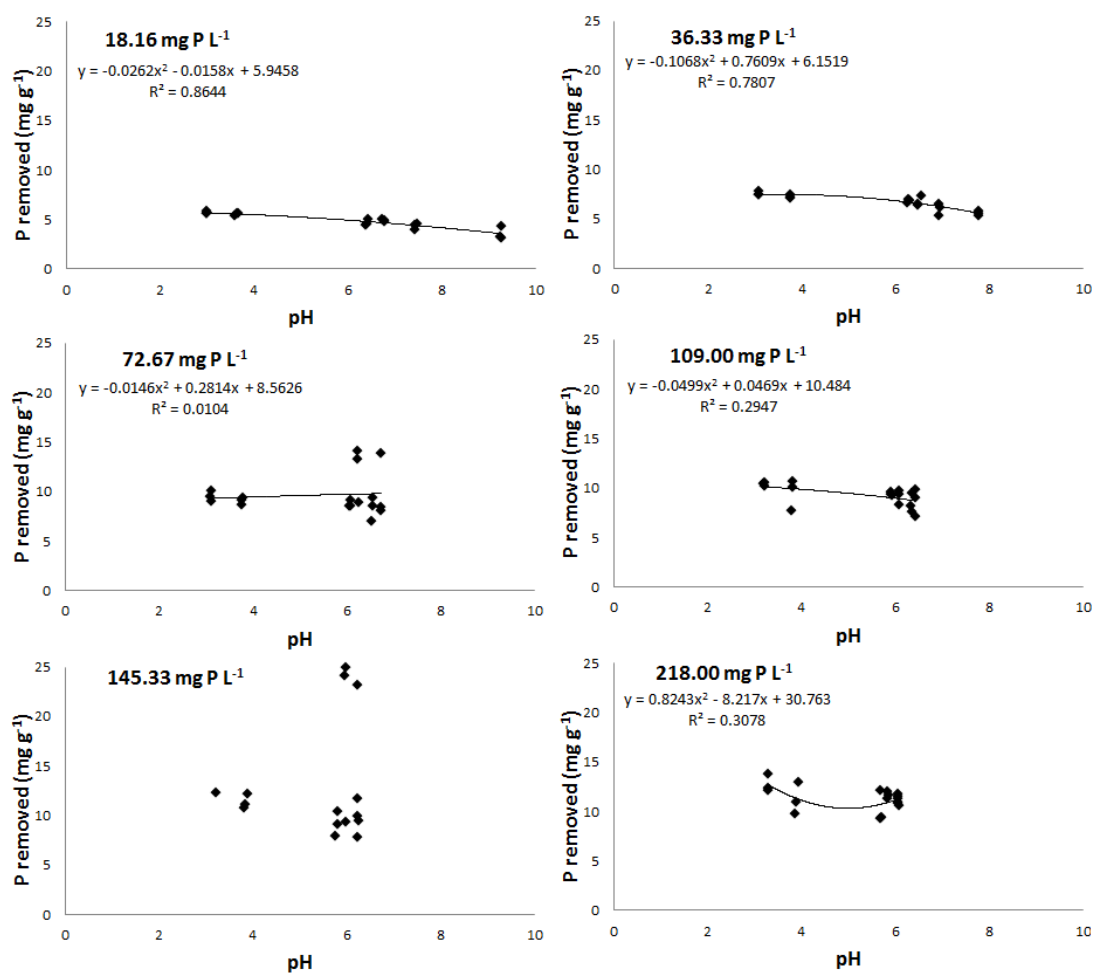 18.16 mg P L⁻¹
y = -0.0262x² - 0.0158x + 5.9458
R² = 0.8644
P removed (mg g⁻¹)
25
20
15
10
5
0
0 2 4 6 8 10
pH
36.33 mg P L⁻¹
y = -0.1068x² + 0.7609x + 6.1519
R² = 0.7807
P removed (mg g⁻¹)
25
20
15
10
5
0
0 2 4 6 8 10
pH
72.67 mg P L⁻¹
y = -0.0146x² + 0.2814x + 8.5626
R² = 0.0104
P removed (mg g⁻¹)
25
20
15
10
5
0
0 2 4 6 8 10
pH
109.00 mg P L⁻¹
y = -0.0499x² + 0.0469x + 10.484
R² = 0.2947
P removed (mg g⁻¹)
25
20
15
10
5
0
0 2 4 6 8 10
pH
145.33 mg P L⁻¹
P removed (mg g⁻¹)
25
20
15
10
5
0
0 2 4 6 8 10
pH
218.00 mg P L⁻¹
y = 0.8243x² - 8.217x + 30.763
R² = 0.3078
P removed (mg g⁻¹)
25
20
15
10
5
0
0 2 4 6 8 10
pH